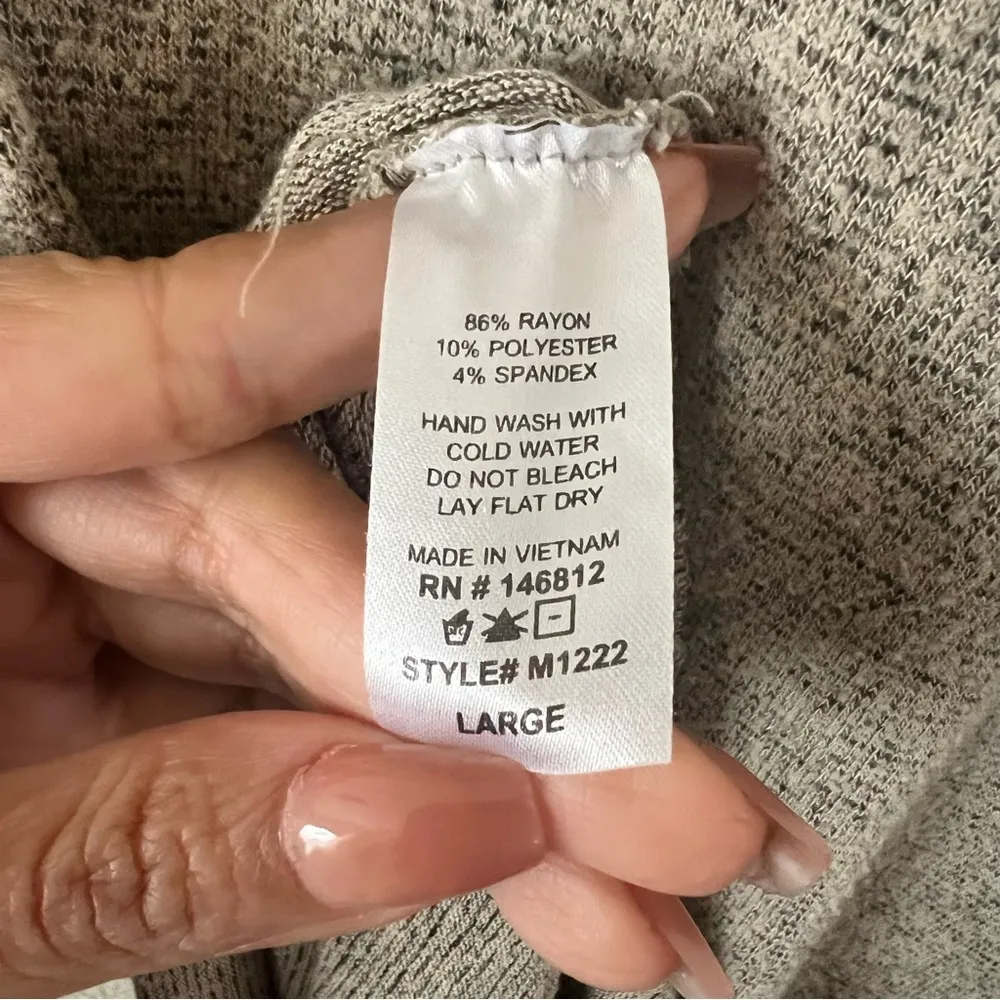 86% RAYON
10% POLYESTER
4% SPANDEX
HAND WASH WITH
COLD WATER
DO NOT BLEACH
LAY FLAT DRY
MADE IN VIETNAM
RN # 146812
STYLE# M1222
LARGE